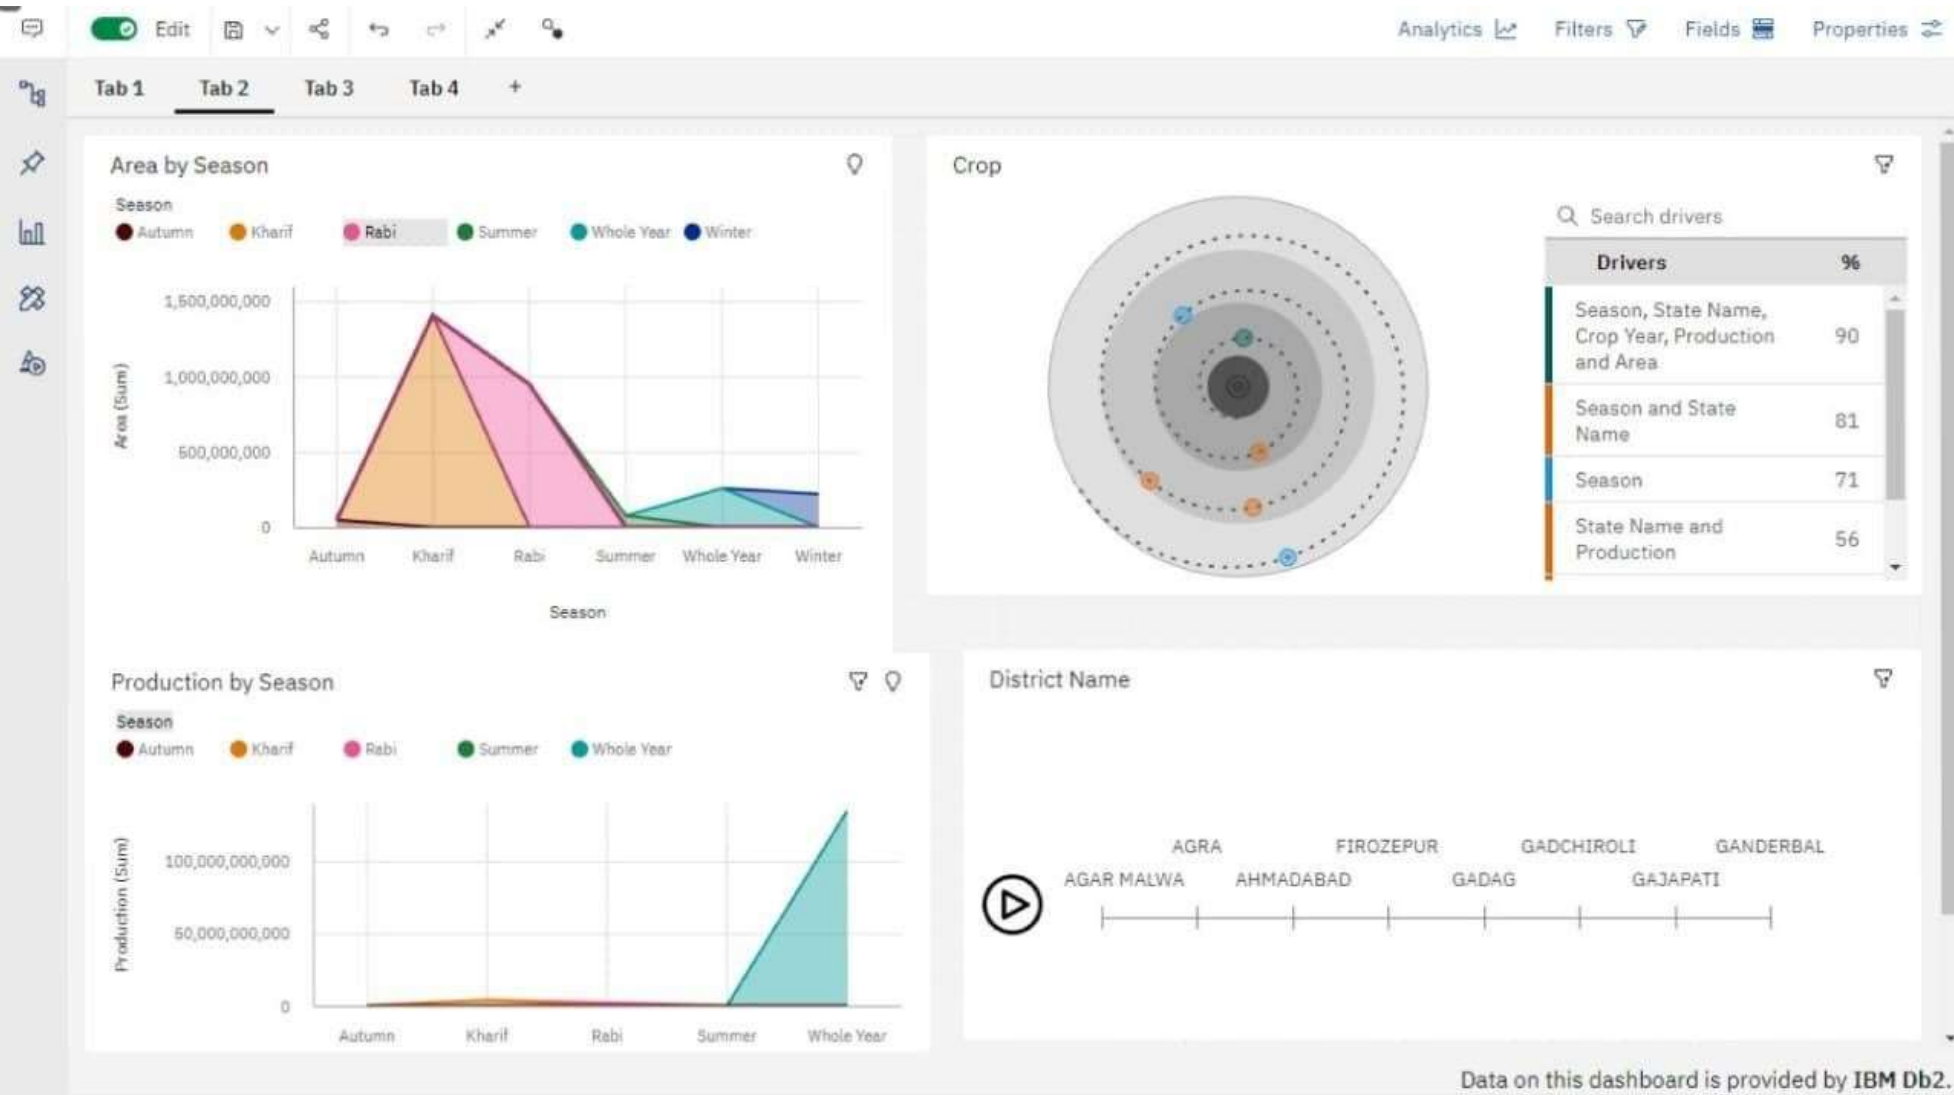 Edit
Analytics
Filters
Fields
Properties
Tab 1
Tab 2
Tab 3
Tab 4
+
Area by Season
Season
Autumn
Kharif
Rabi
Summer
Whole Year
Winter
Area (Sum)
1,500,000,000
1,000,000,000
500,000,000
0
Autumn
Kharif
Rabi
Summer
Whole Year
Winter
Season
Crop
Search drivers
Drivers %
Season, State Name,
Crop Year, Production 90
and Area
Season and State
Name 81
Season 71
State Name and
Production 56
Production by Season
Season
Autumn
Kharif
Rabi
Summer
Whole Year
Production (Sum)
100,000,000,000
50,000,000,000
0
Autumn
Kharif
Rabi
Summer
Whole Year
District Name
AGRA
FIROZEPUR
GADCHIROLI
GANDERBAL
AGAR MALWA
AHMADABAD
GADAG
GAJAPATI
Data on this dashboard is provided by IBM Db2.